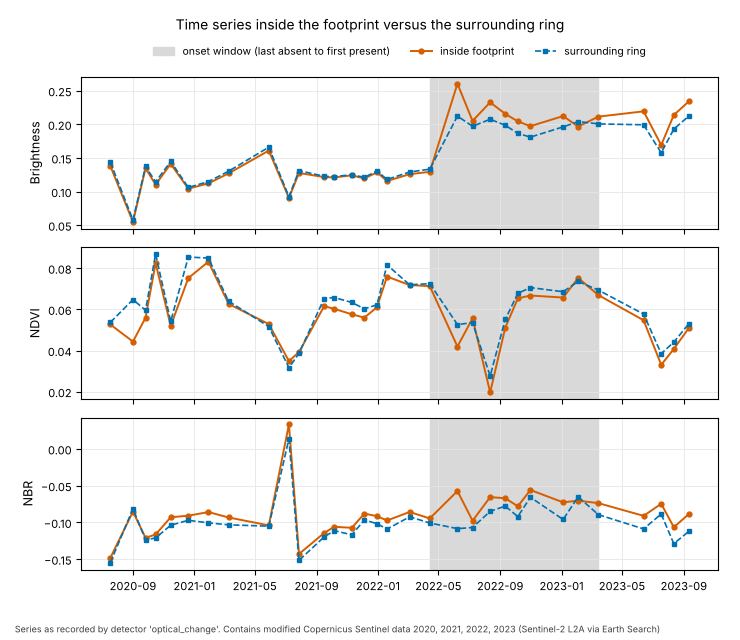 Time series inside the footprint versus the surrounding ring
onset window (last absent to first present) inside footprint surrounding ring
Brightness
0.25
0.20
0.15
0.10
0.05
NDVI
0.08
0.06
0.04
0.02
NBR
0.00
−0.05
−0.10
−0.15
2020-09 2021-01 2021-05 2021-09 2022-01 2022-05 2022-09 2023-01 2023-05 2023-09
Series as recorded by detector 'optical_change'. Contains modified Copernicus Sentinel data 2020, 2021, 2022, 2023 (Sentinel-2 L2A via Earth Search)